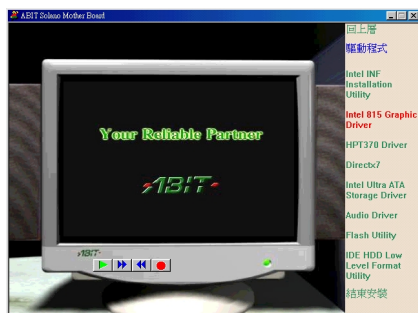 ABIT Soleno Mother Board
回上層
驅動程式
Intel INF
Installation
Utility
Intel 815 Graphic
Driver
HPT370 Driver
Directx7
Intel Ultra ATA
Storage Driver
Audio Driver
Flash Utility
IDE HDD Low
Level Format
Utility
結束安裝
Your Reliable Partner
ABIT
ABIT